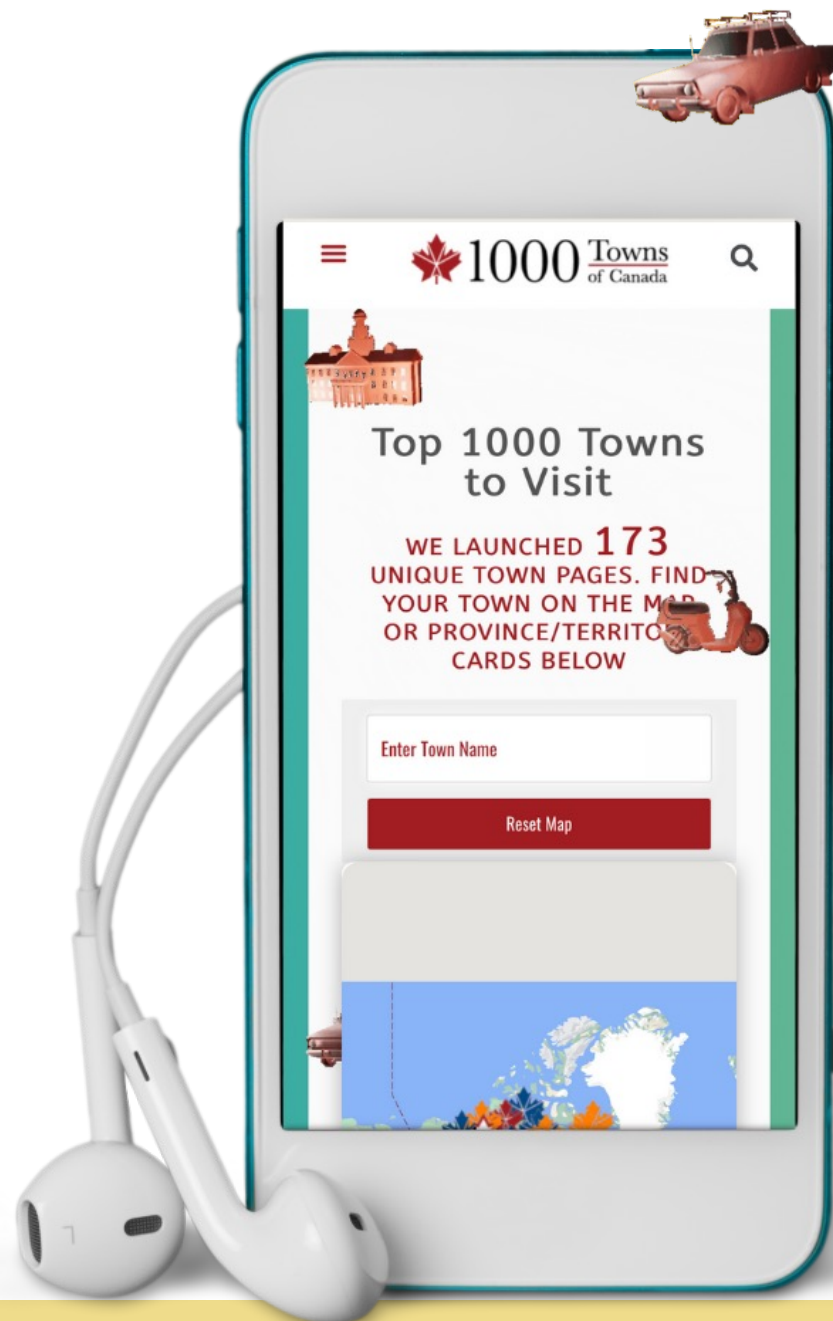 1000 Towns
of Canada
Top 1000 Towns
to Visit
WE LAUNCHED 173
UNIQUE TOWN PAGES. FIND
YOUR TOWN ON THE
OR PROVINCE/
CARDS BELOW
Enter Town Name
Reset Map
L